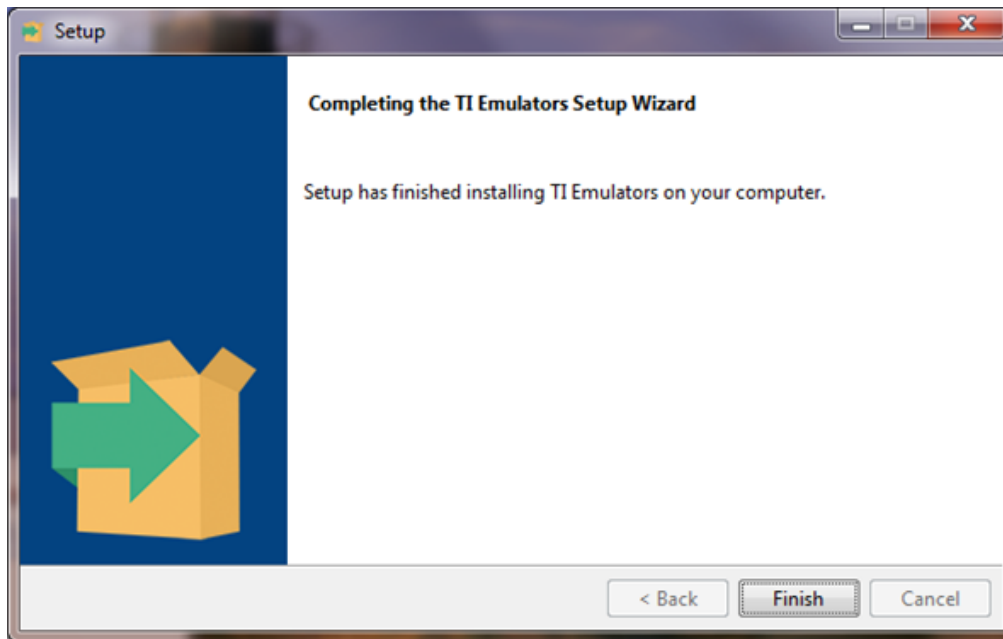 Setup
Completing the TI Emulators Setup Wizard
Setup has finished installing TI Emulators on your computer.
< Back
Finish
Cancel